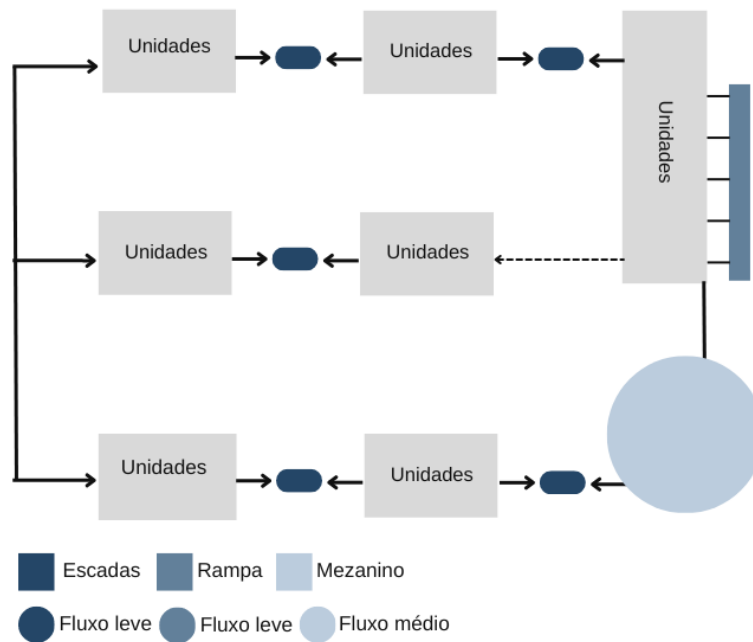 Unidades
Unidades
Unidades
Unidades
Unidades
Unidades
Unidades
Escadas
Rampa
Mezanino
Fluxo leve
Fluxo leve
Fluxo médio